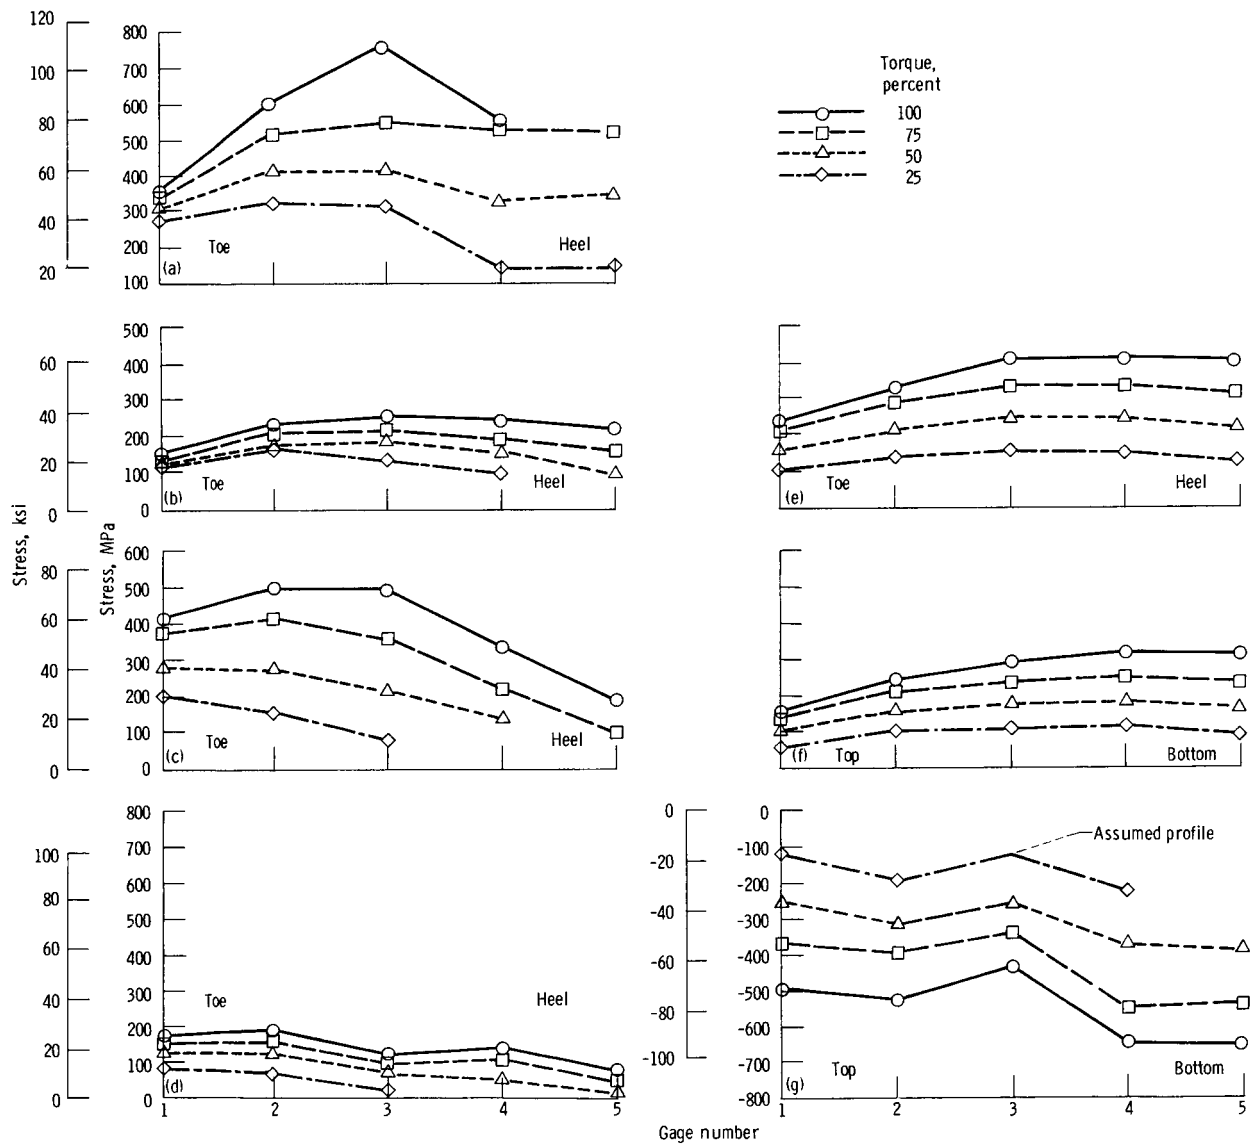 120
100
80
60
40
20
800
700
600
500
400
300
200
100
Toe
Heel
(a)
Torque,
percent
100
75
50
25
60
40
20
0
500
400
300
200
100
0
Toe
Heel
(b)
Toe
Heel
(e)
Stress, ksi
Stress, MPa
80
60
40
20
0
600
500
400
300
200
100
0
Toe
Heel
(c)
Top
Bottom
(f)
100
80
60
40
20
0
800
700
600
500
400
300
200
100
0
Toe
Heel
(d)
1
2
3
4
5
0
-20
-40
-60
-80
-100
0
-100
-200
-300
-400
-500
-600
-700
-800
Assumed profile
Top
Bottom
(g)
1
2
3
4
5
Gage number